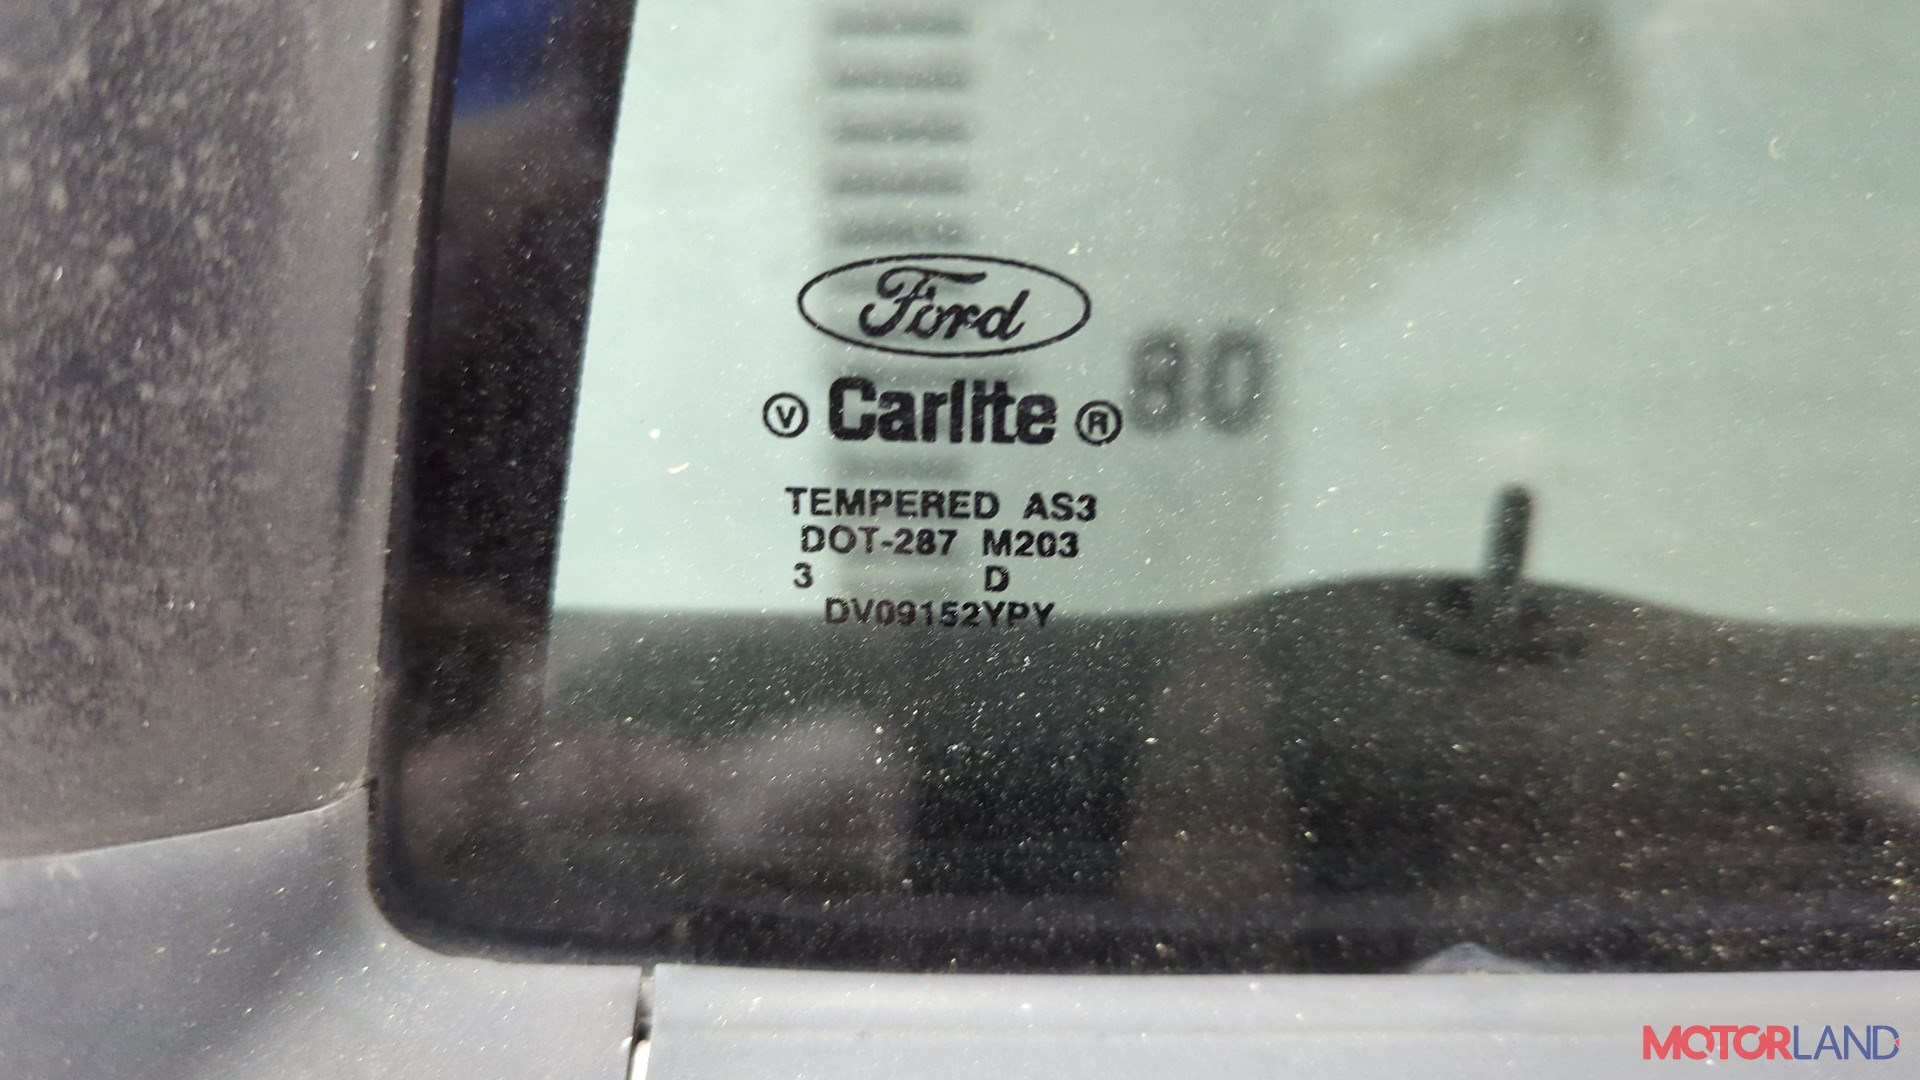 Ford
V Carlite R
80
TEMPERED AS3
DOT-287 M203
3 D
DV09152YPY
MOTORLAND